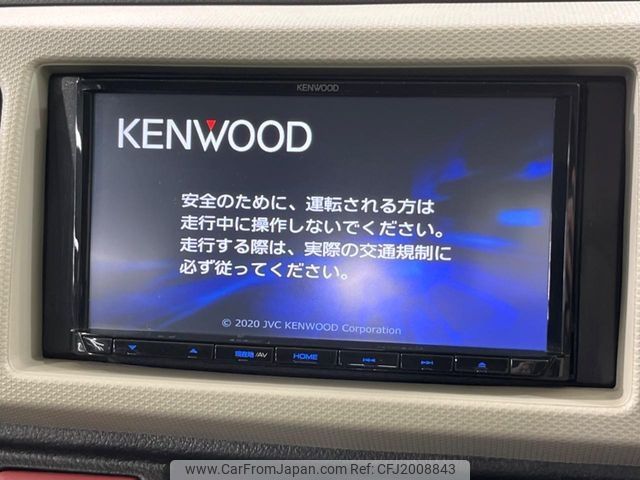 KENWOOD
KENWOOD
安全のために、運転される方は
走行中に操作しないでください。
走行する際は、実際の交通規制に
必ず従ってください。
© 2020 JVC KENWOOD Corporation
現在地/AV HOME
www.CarFromJapan.com Ref: CFJ2008843